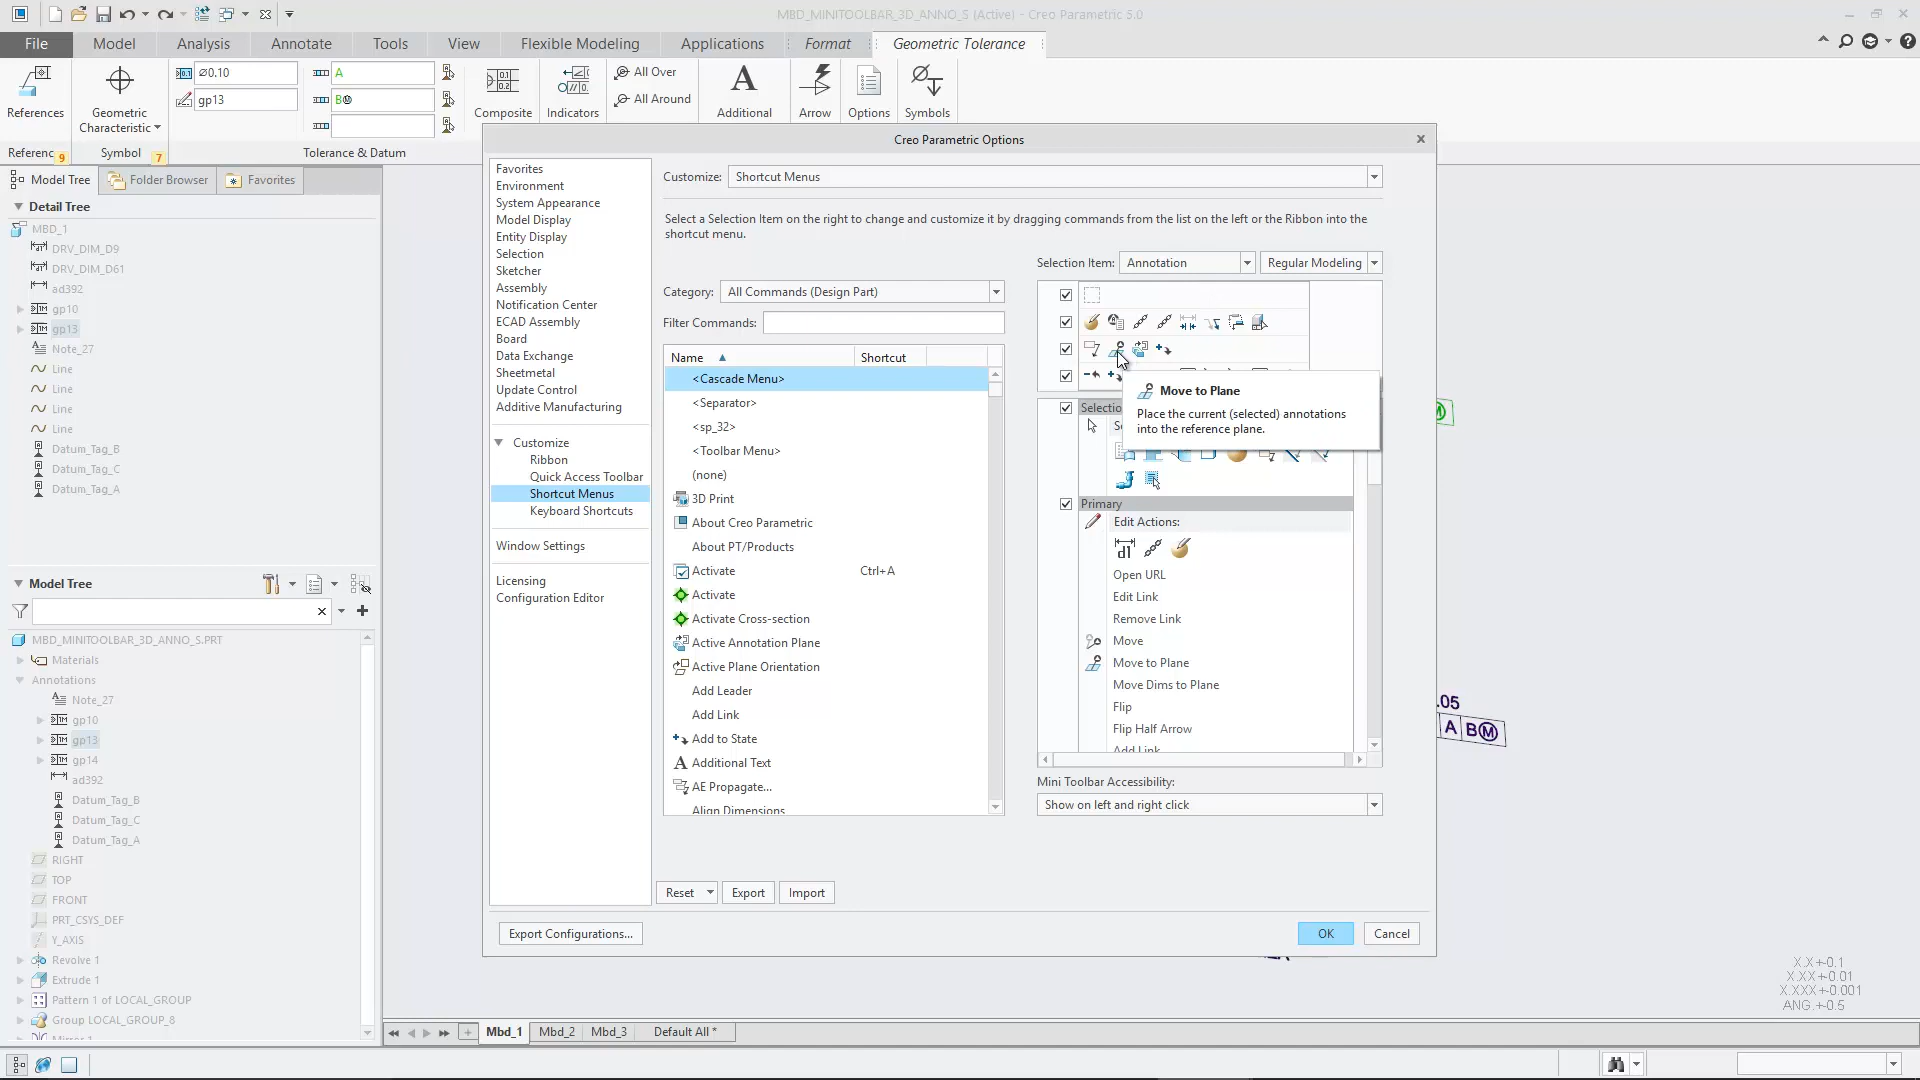 MBD_MINITOOLBAR_3D_ANNO_S (Active) - Creo Parametric 5.0
File
Model
Analysis
Annotate
Tools
View
Flexible Modeling
Applications
Format
Geometric Tolerance
References
Geometric
Characteristic
⌀0.10
gp13
A
BⓂ
Composite
Indicators
All Over
All Around
Additional
Arrow
Options
Symbols
Referenc
9
Symbol
7
Tolerance & Datum
Model Tree
Folder Browser
Favorites
Detail Tree
MBD_1
DRV_DIM_D9
DRV_DIM_D61
ad392
gp10
gp13
Note_27
Line
Line
Line
Line
Datum_Tag_B
Datum_Tag_C
Datum_Tag_A
Model Tree
MBD_MINITOOLBAR_3D_ANNO_S.PRT
Materials
Annotations
Note_27
gp10
gp13
gp14
ad392
Datum_Tag_B
Datum_Tag_C
Datum_Tag_A
RIGHT
TOP
FRONT
PRT_CSYS_DEF
Y_AXIS
Revolve 1
Extrude 1
Pattern 1 of LOCAL_GROUP
Group LOCAL_GROUP_8
Mirror 1
Creo Parametric Options
Favorites
Environment
System Appearance
Model Display
Entity Display
Selection
Sketcher
Assembly
Notification Center
ECAD Assembly
Board
Data Exchange
Sheetmetal
Update Control
Additive Manufacturing
Customize
Ribbon
Quick Access Toolbar
Shortcut Menus
Keyboard Shortcuts
Window Settings
Licensing
Configuration Editor
Customize: Shortcut Menus
Select a Selection Item on the right to change and customize it by dragging commands from the list on the left or the Ribbon into the
shortcut menu.
Category: All Commands (Design Part)
Filter Commands:
Name Shortcut
<Cascade Menu>
<Separator>
<sp_32>
<Toolbar Menu>
(none)
3D Print
About Creo Parametric
About PT/Products
Activate Ctrl+A
Activate
Activate Cross-section
Active Annotation Plane
Active Plane Orientation
Add Leader
Add Link
Add to State
Additional Text
AE Propagate...
Align Dimensions
Selection Item: Annotation Regular Modeling
Move to Plane
Place the current (selected) annotations
into the reference plane.
Selectio
Se
Primary
Edit Actions:
Open URL
Edit Link
Remove Link
Move
Move to Plane
Move Dims to Plane
Flip
Flip Half Arrow
Add Link
Mini Toolbar Accessibility:
Show on left and right click
Reset
Export
Import
Export Configurations...
OK
Cancel
.05
A BⓂ
X.X+-0.1
X.XX+-0.01
X.XXX+-0.001
ANG.+-0.5
Mbd_1
Mbd_2
Mbd_3
Default All *